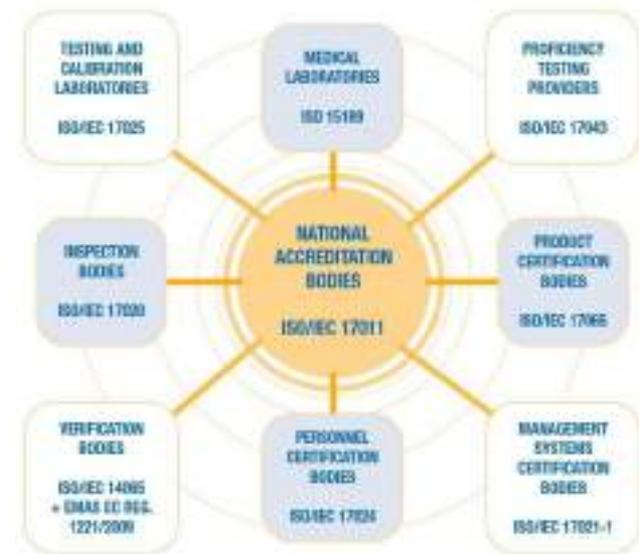 TESTING AND
CALIBRATION
LABORATORIES
ISO/IEC 17025
MEDICAL
LABORATORIES
ISO 15189
PROFICIENCY
TESTING
PROVIDERS
ISO/IEC 17043
INSPECTION
BODIES
ISO/IEC 17020
NATIONAL
ACCREDITATION
BODIES
ISO/IEC 17011
PRODUCT
CERTIFICATION
BODIES
ISO/IEC 17065
VERIFICATION
BODIES
ISO/IEC 14065
+ EMAS EC REG.
1221/2009
PERSONNEL
CERTIFICATION
BODIES
ISO/IEC 17024
MANAGEMENT
SYSTEMS
CERTIFICATION
BODIES
ISO/IEC 17021-1